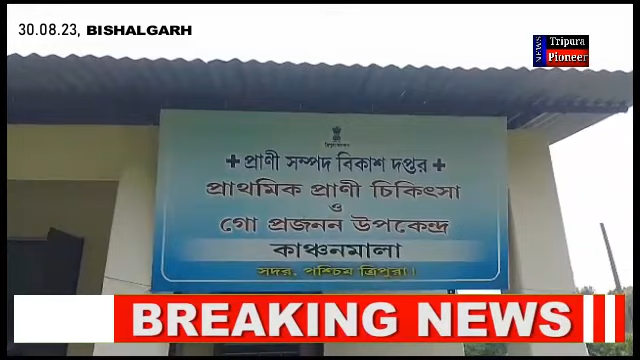 30.08.23, BISHALGARH
NEWS
Tripura
Pioneer
+প্রাণী সম্পদ বিকাশ দপ্তর+
প্রাথমিক প্রাণী চিকিৎসা
ও
গো প্রজনন উপকেন্দ্র
কাঞ্চনমালা
সদর, পশ্চিম ত্রিপুরা।
BREAKING NEWS